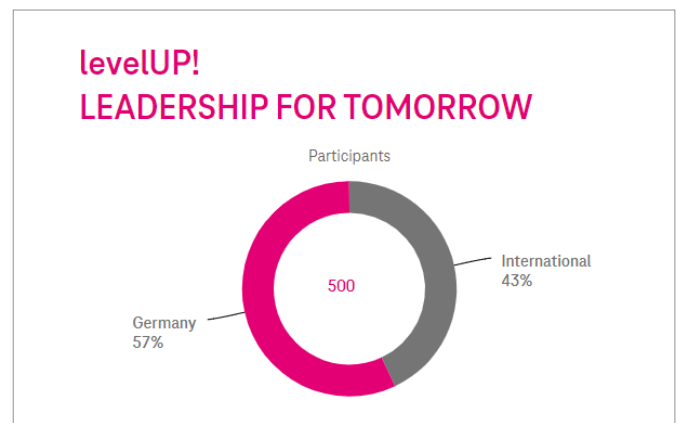 levelUP!
LEADERSHIP FOR TOMORROW
Participants
International
43%
500
Germany
57%